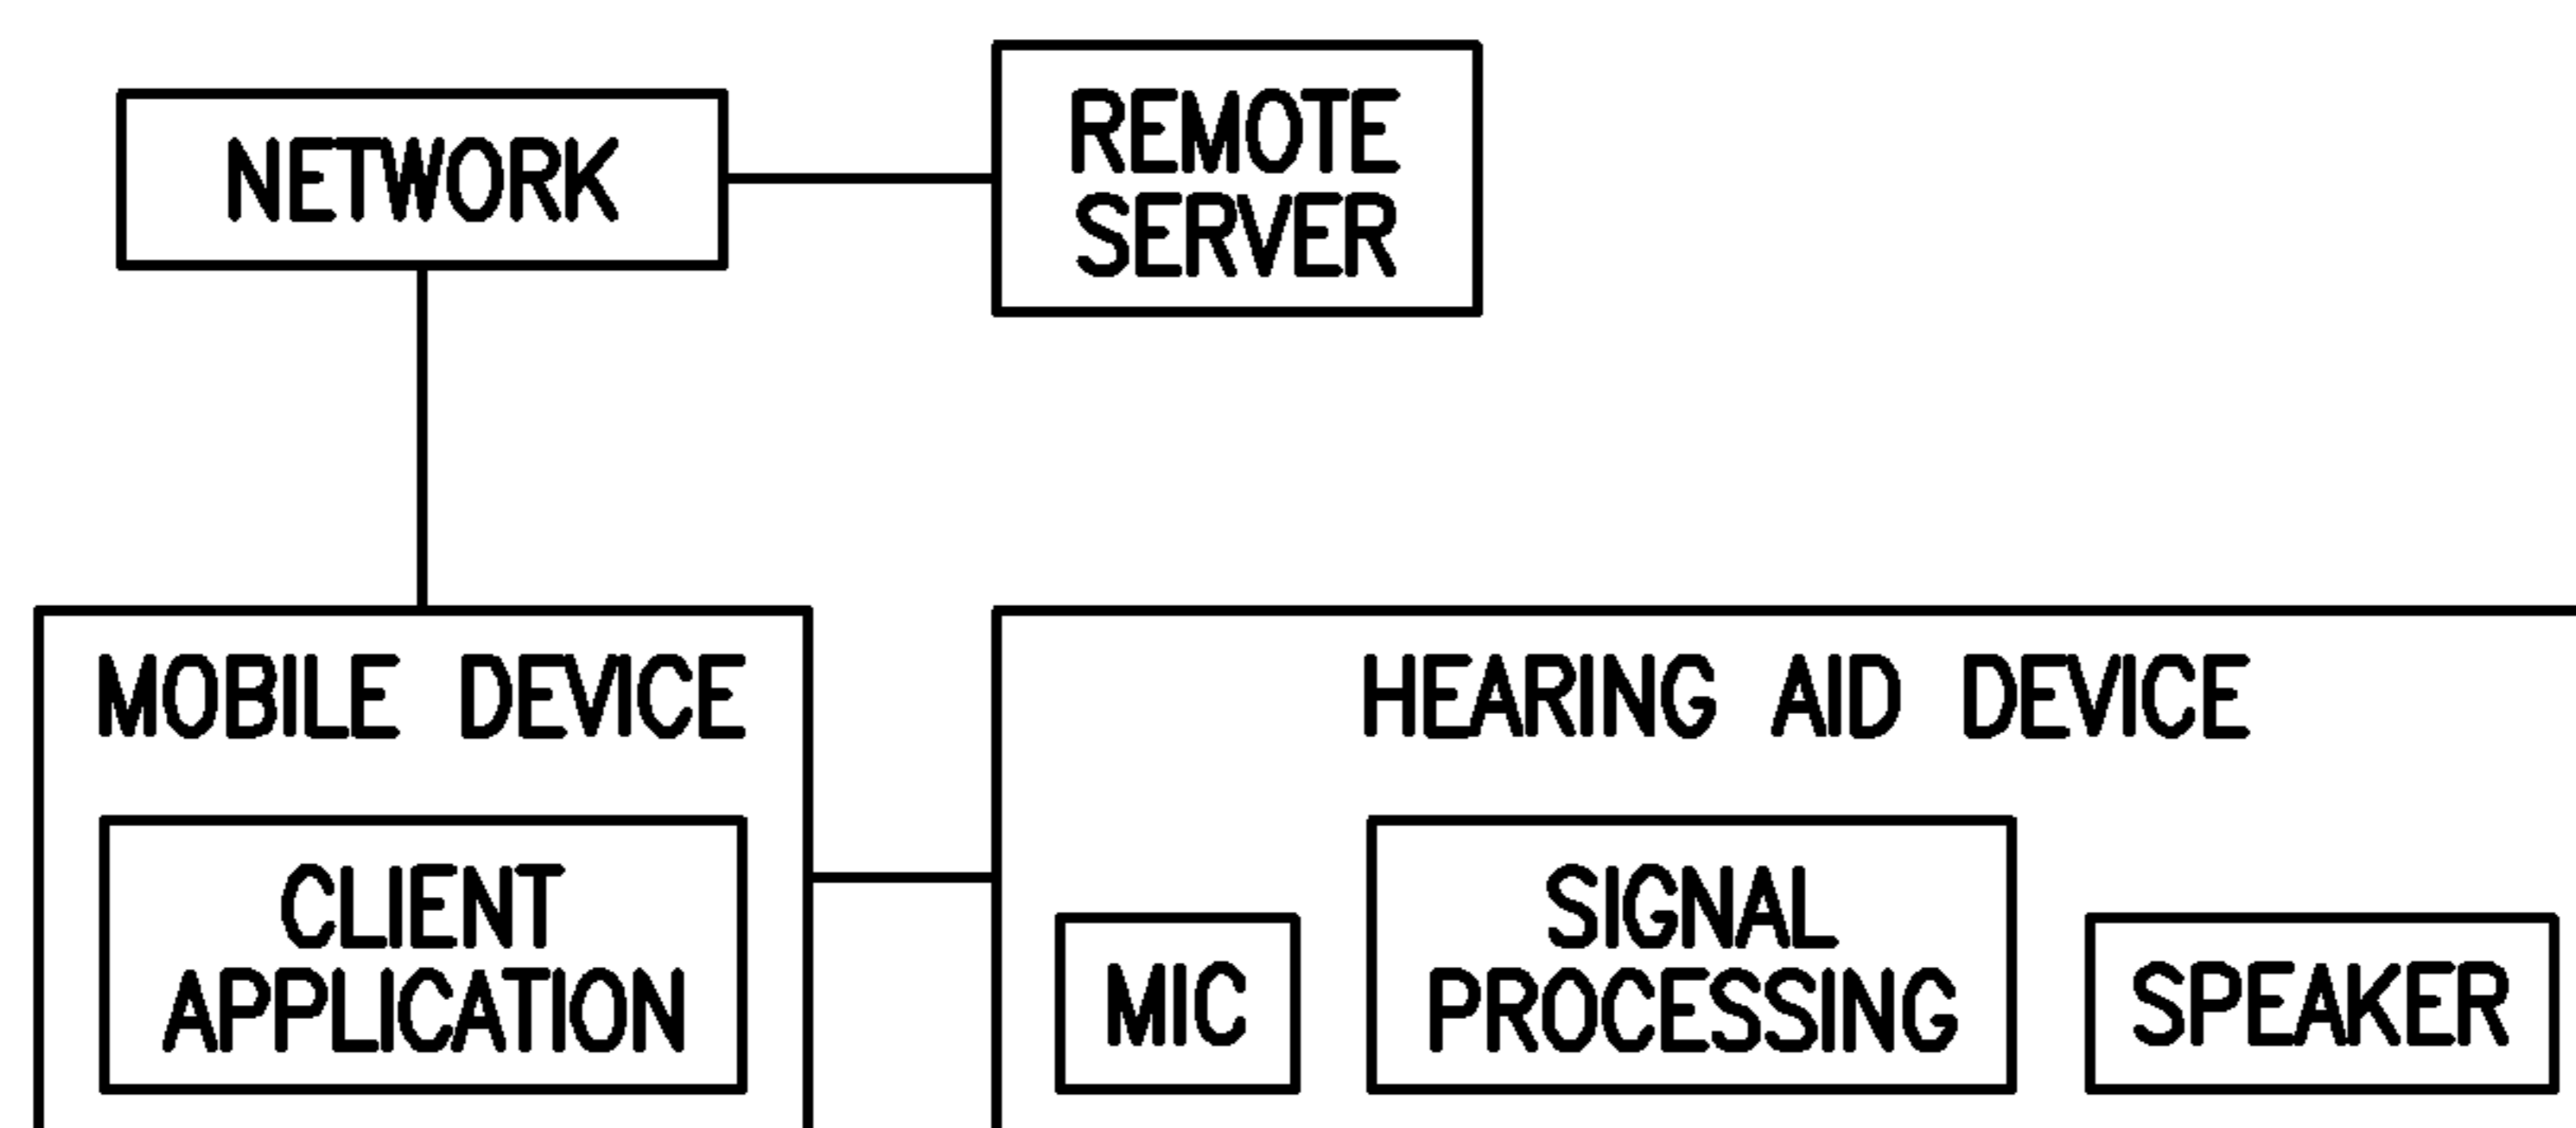 NETWORK
REMOTE
SERVER
MOBILE DEVICE
CLIENT
APPLICATION
HEARING AID DEVICE
MIC
SIGNAL
PROCESSING
SPEAKER